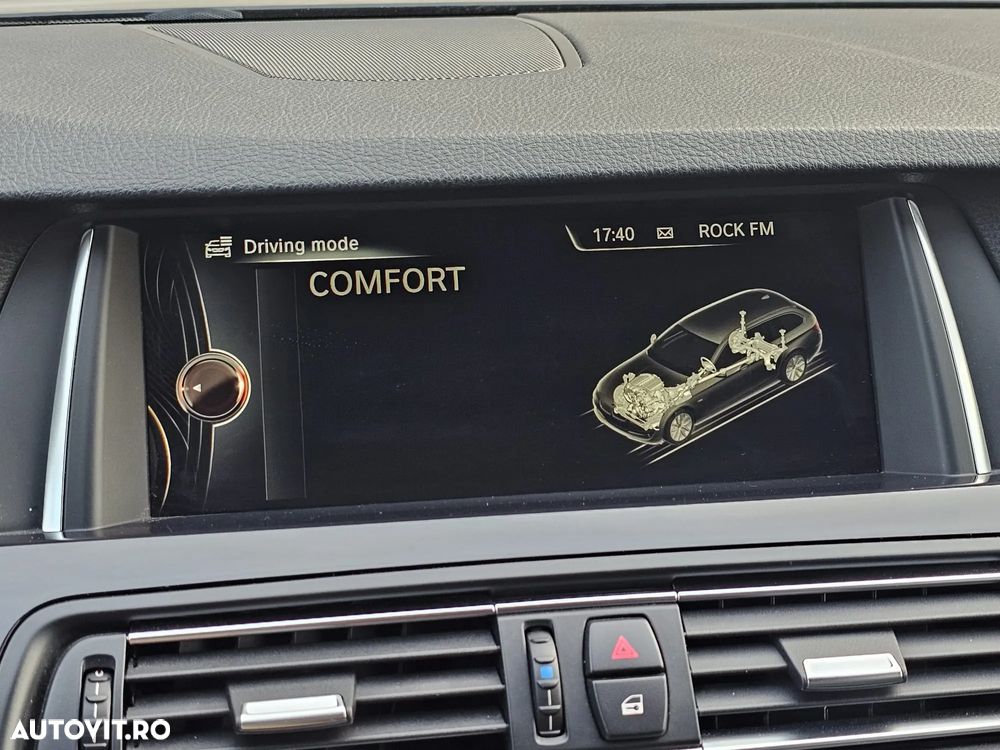 Driving mode
17:40
ROCK FM
COMFORT
AUTOVIT.RO